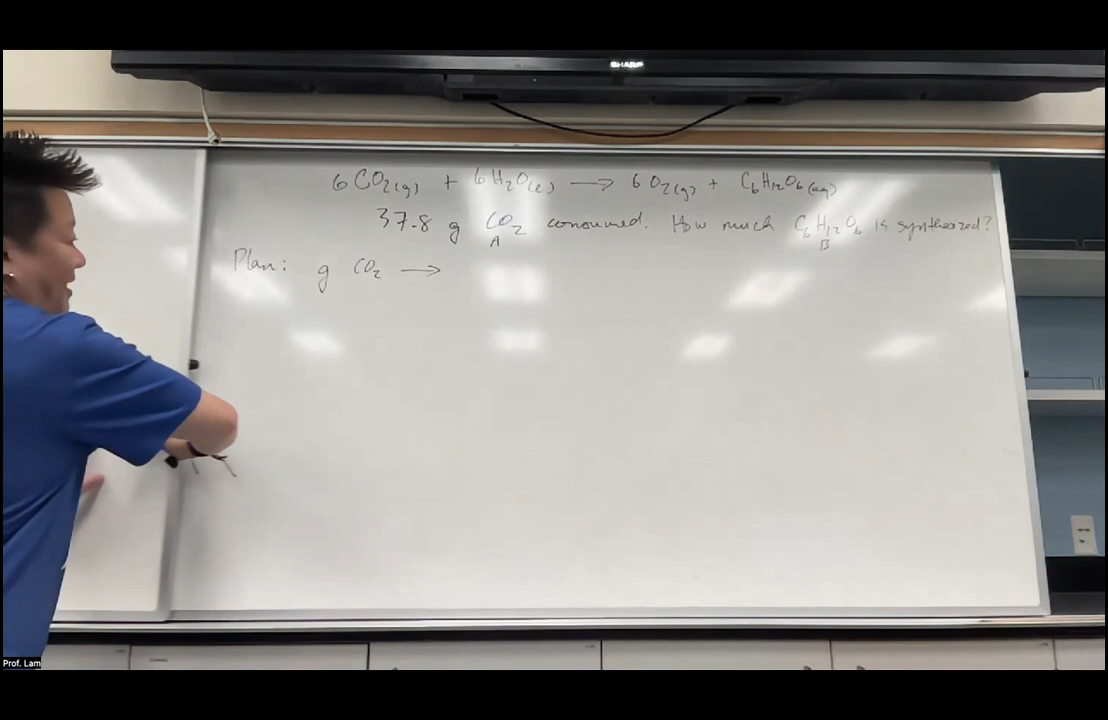 SHARP
6 CO2(g) + 6 H2O(l) → 6 O2(g) + C6H12O6(aq)
37.8 g CO2 consumed. How much C6H12O6 is synthesized?
A B
Plan: g CO2 →
Prof. Lam